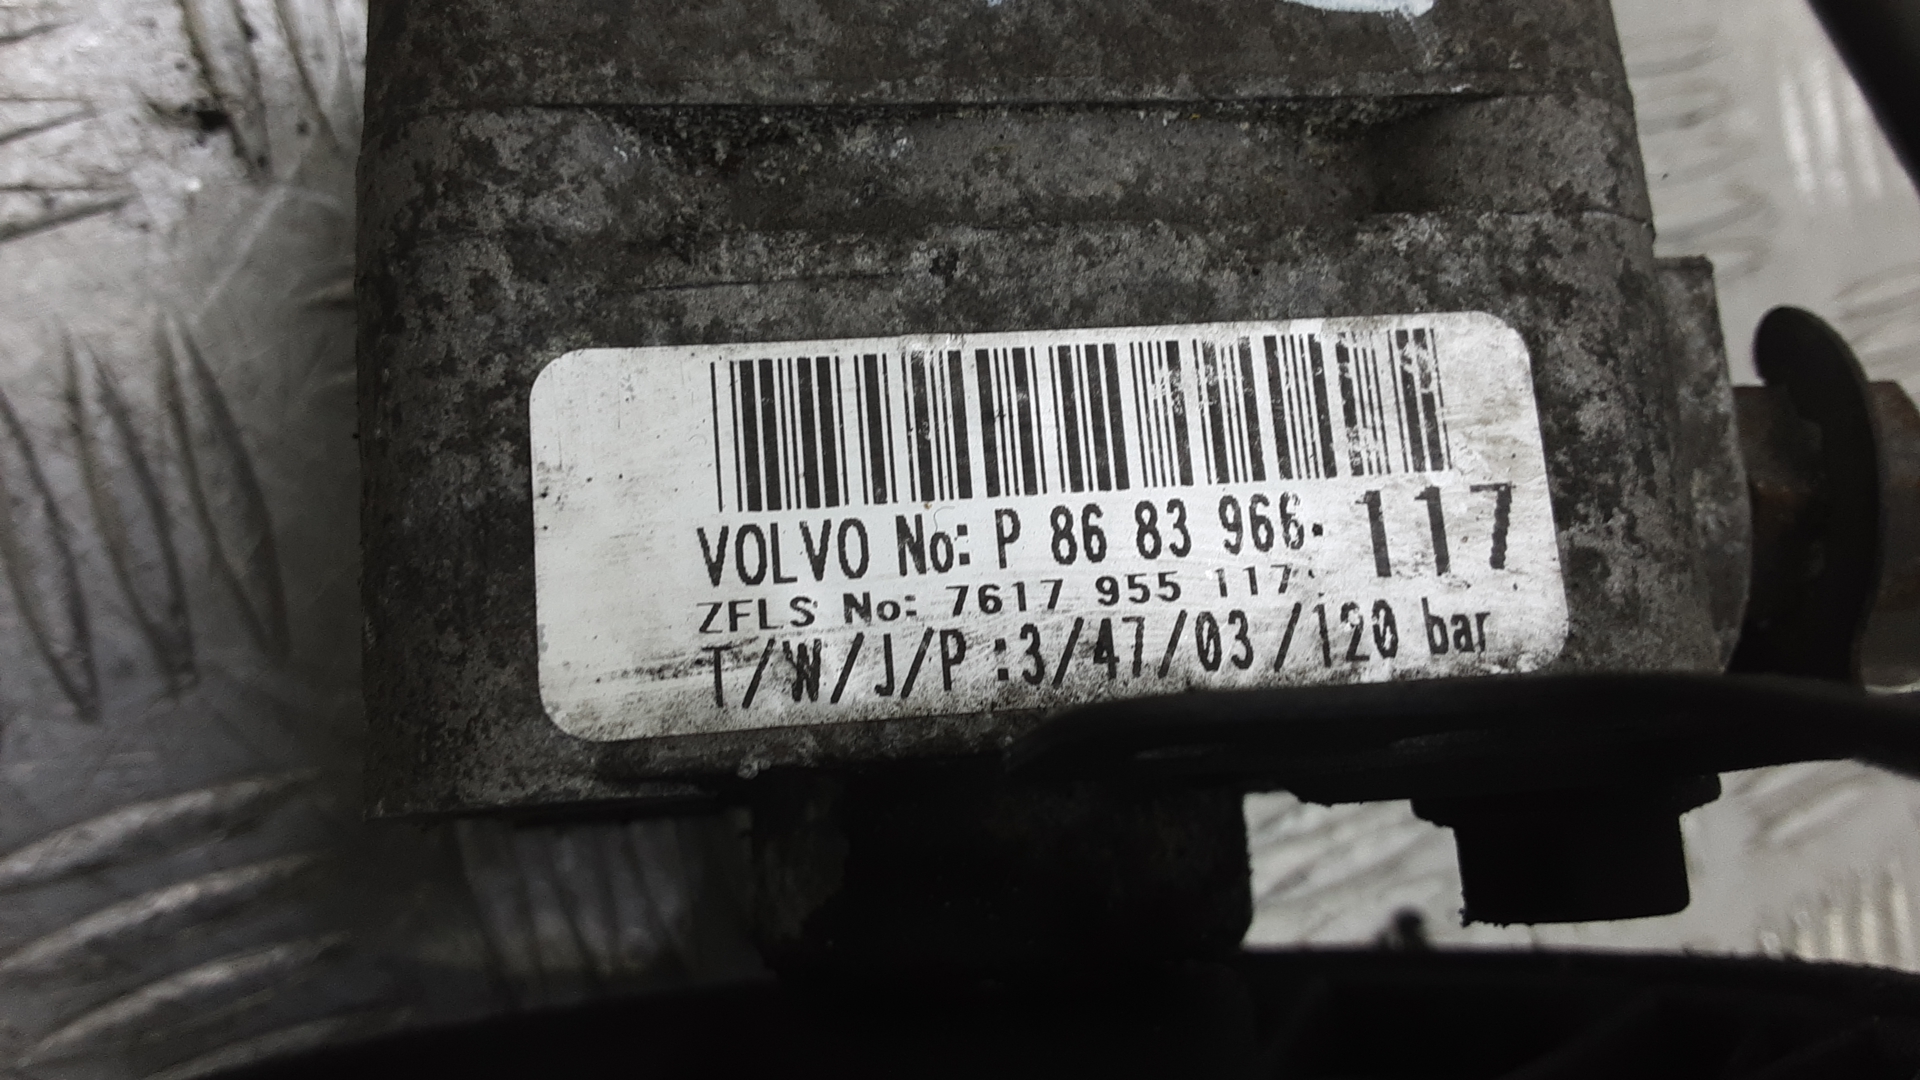 VOLVO No: P 86 83 966. 117
ZFLS No: 7617 955 117.
T/W/J/P :3/47/03/120 bar